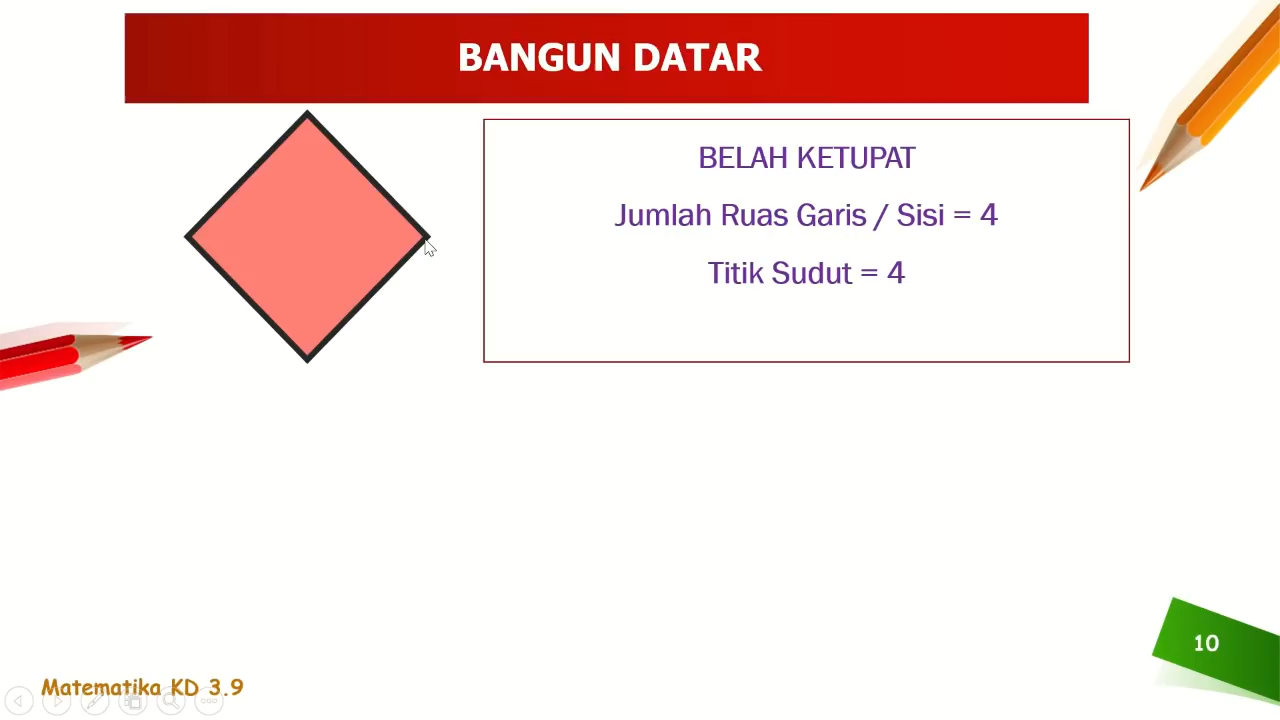 BANGUN DATAR
BELAH KETUPAT
Jumlah Ruas Garis / Sisi = 4
Titik Sudut = 4
10
Matematika KD 3.9